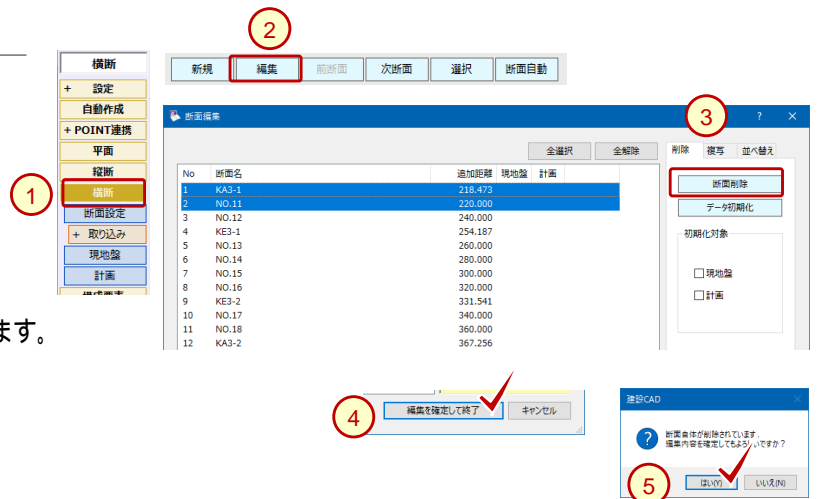 2
横断
新規 編集 前断面 次断面 選択 断面自動
+ 設定
自動作成
+ POINT連携
平面
縦断
1 横断
断面設定
+ 取り込み
現地盤
計画
断面編集 ? ×
3
全選択 全解除 削除 複写 並べ替え
No 断面名 追加距離 現地盤 計画
1 KA3-1 218.473
2 NO.11 220.000
3 NO.12 240.000
4 KE3-1 254.187
5 NO.13 260.000
6 NO.14 280.000
7 NO.15 300.000
8 NO.16 320.000
9 KE3-2 331.541
10 NO.17 340.000
11 NO.18 360.000
12 KA3-2 367.256
断面削除
データ初期化
初期化対象
現地盤
計画
ます。
4 編集を確定して終了 キャンセル
建設CAD ×
断面自体が削除されています。
編集内容を確定してもよろしいですか?
5 はい(Y) いいえ(N)